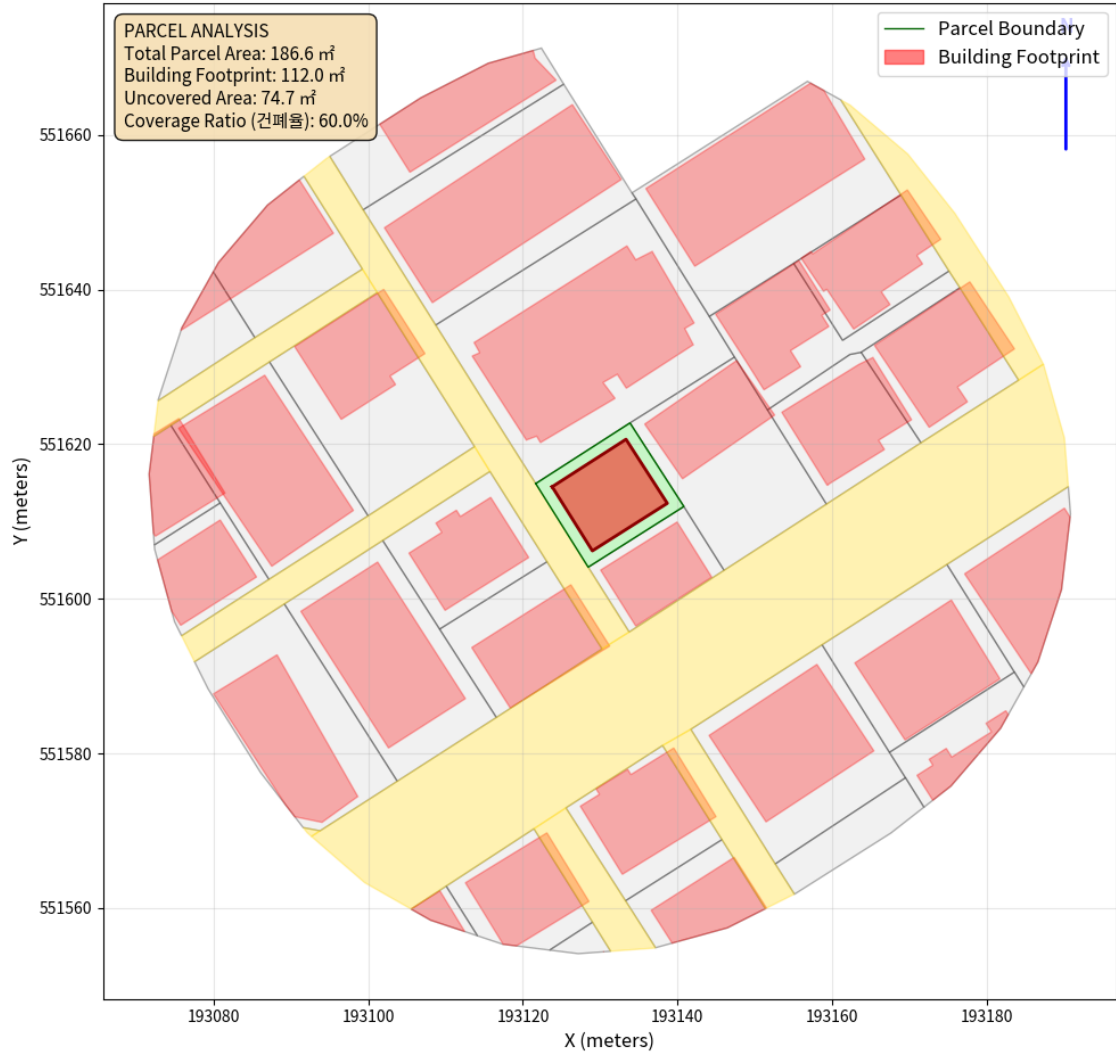 PARCEL ANALYSIS
Total Parcel Area: 186.6 ㎡
Building Footprint: 112.0 ㎡
Uncovered Area: 74.7 ㎡
Coverage Ratio (건폐율): 60.0%
Parcel Boundary
Building Footprint
N
551660
551640
551620
551600
551580
551560
Y (meters)
193080
193100
193120
193140
193160
193180
X (meters)